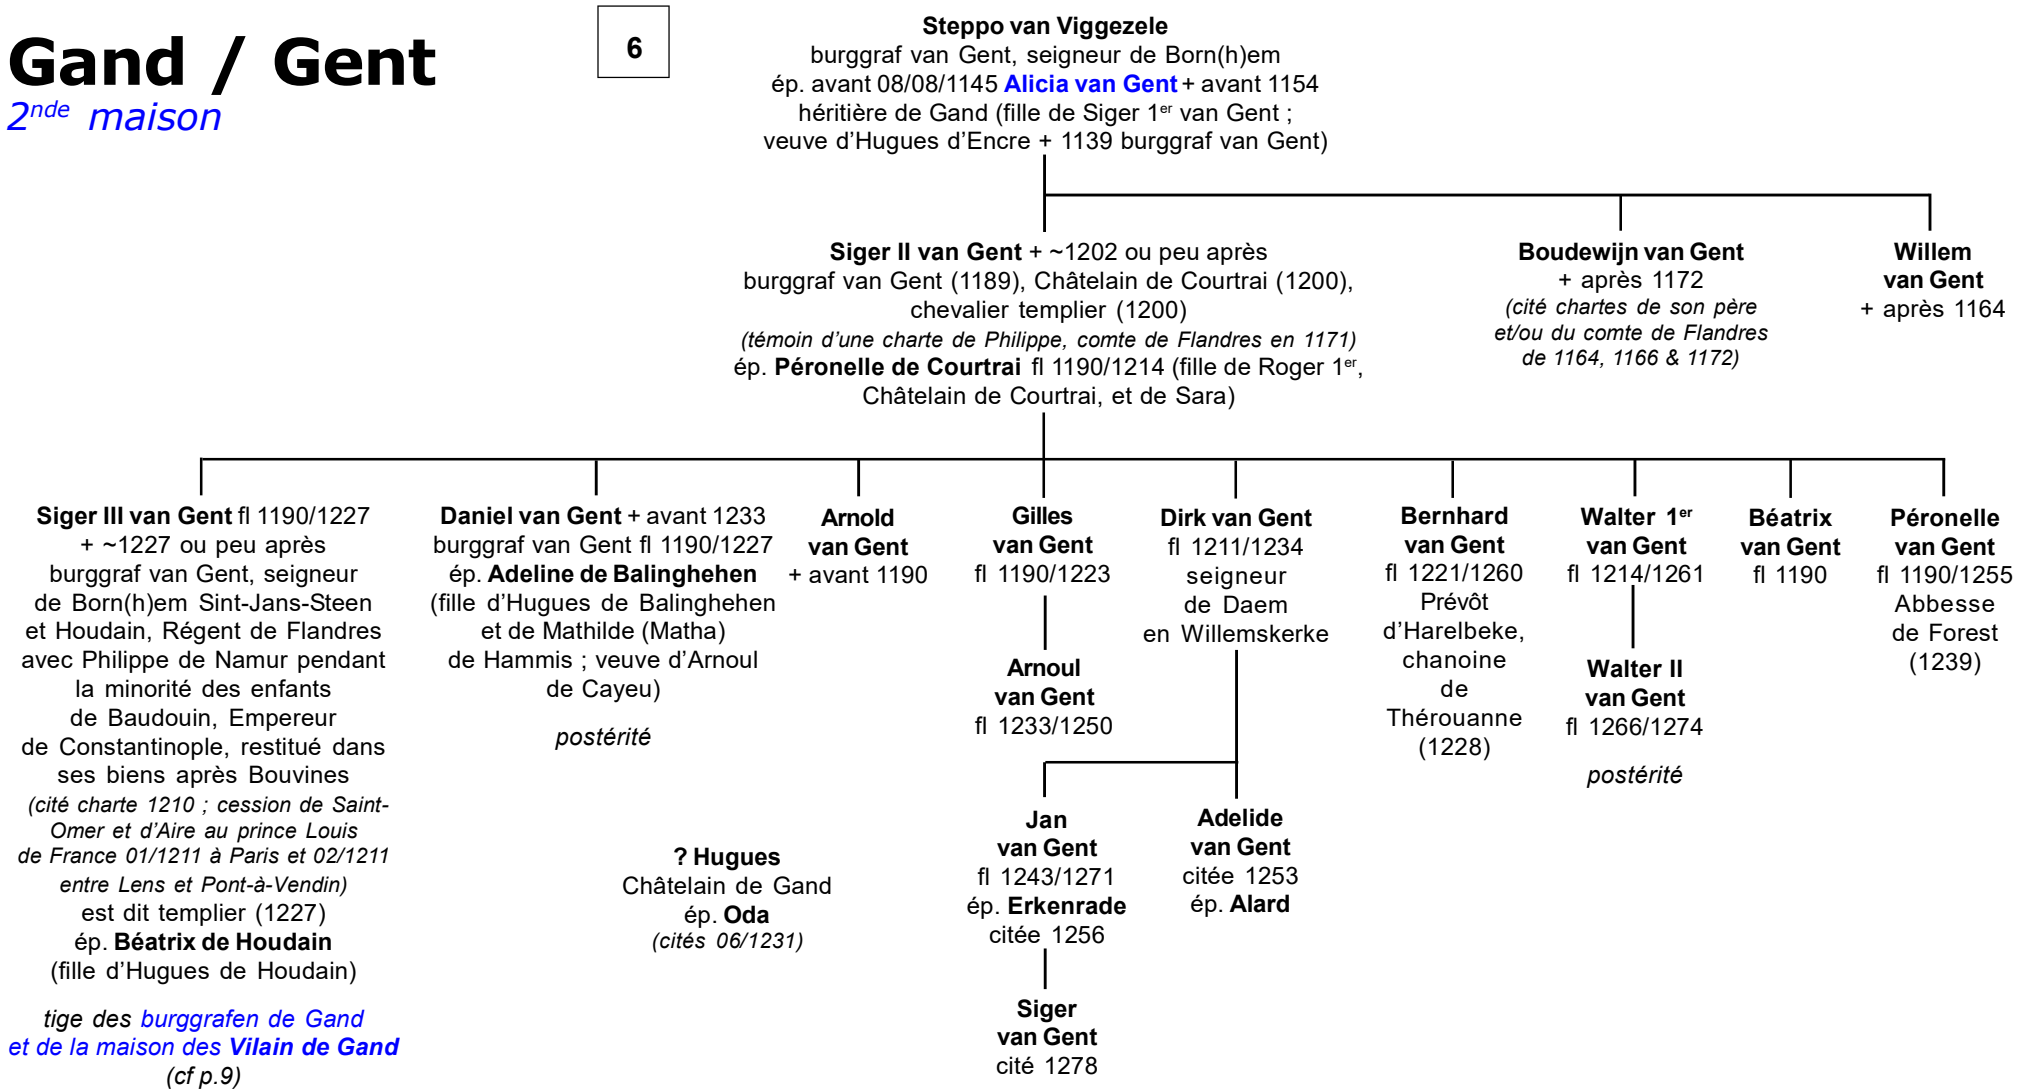 Gand / Gent
2nde maison
6
Steppo van Viggezele
burggraf van Gent, seigneur de Born(h)em
ép. avant 08/08/1145 Alicia van Gent + avant 1154
héritière de Gand (fille de Siger 1er van Gent ;
veuve d’Hugues d’Encre + 1139 burggraf van Gent)
Siger II van Gent + ~1202 ou peu après
burggraf van Gent (1189), Châtelain de Courtrai (1200),
chevalier templier (1200)
(témoin d’une charte de Philippe, comte de Flandres en 1171)
ép. Péronelle de Courtrai fl 1190/1214 (fille de Roger 1er,
Châtelain de Courtrai, et de Sara)
Boudewijn van Gent
+ après 1172
(cité chartes de son père
et/ou du comte de Flandres
de 1164, 1166 & 1172)
Willem
van Gent
+ après 1164
Siger III van Gent fl 1190/1227
+ ~1227 ou peu après
burggraf van Gent, seigneur
de Born(h)em Sint-Jans-Steen
et Houdain, Régent de Flandres
avec Philippe de Namur pendant
la minorité des enfants
de Baudouin, Empereur
de Constantinople, restitué dans
ses biens après Bouvines
(cité charte 1210 ; cession de Saint-
Omer et d’Aire au prince Louis
de France 01/1211 à Paris et 02/1211
entre Lens et Pont-à-Vendin)
est dit templier (1227)
ép. Béatrix de Houdain
(fille d’Hugues de Houdain)
tige des burggrafen de Gand
et de la maison des Vilain de Gand
(cf p.9)
Daniel van Gent + avant 1233
burggraf van Gent fl 1190/1227
ép. Adeline de Balinghehen
(fille d’Hugues de Balinghehen
et de Mathilde (Matha)
de Hammis ; veuve d’Arnoul
de Cayeu)
postérité
Arnold
van Gent
+ avant 1190
Gilles
van Gent
fl 1190/1223
Arnoul
van Gent
fl 1233/1250
Dirk van Gent
fl 1211/1234
seigneur
de Daem
en Willemskerke
Bernhard
van Gent
fl 1221/1260
Prévôt
d’Harelbeke,
chanoine
de
Thérouanne
(1228)
Walter 1er
van Gent
fl 1214/1261
Walter II
van Gent
fl 1266/1274
postérité
Béatrix
van Gent
fl 1190
Péronelle
van Gent
fl 1190/1255
Abbesse
de Forest
(1239)
? Hugues
Châtelain de Gand
ép. Oda
(cités 06/1231)
Jan
van Gent
fl 1243/1271
ép. Erkenrade
citée 1256
Adelide
van Gent
citée 1253
ép. Alard
Siger
van Gent
cité 1278